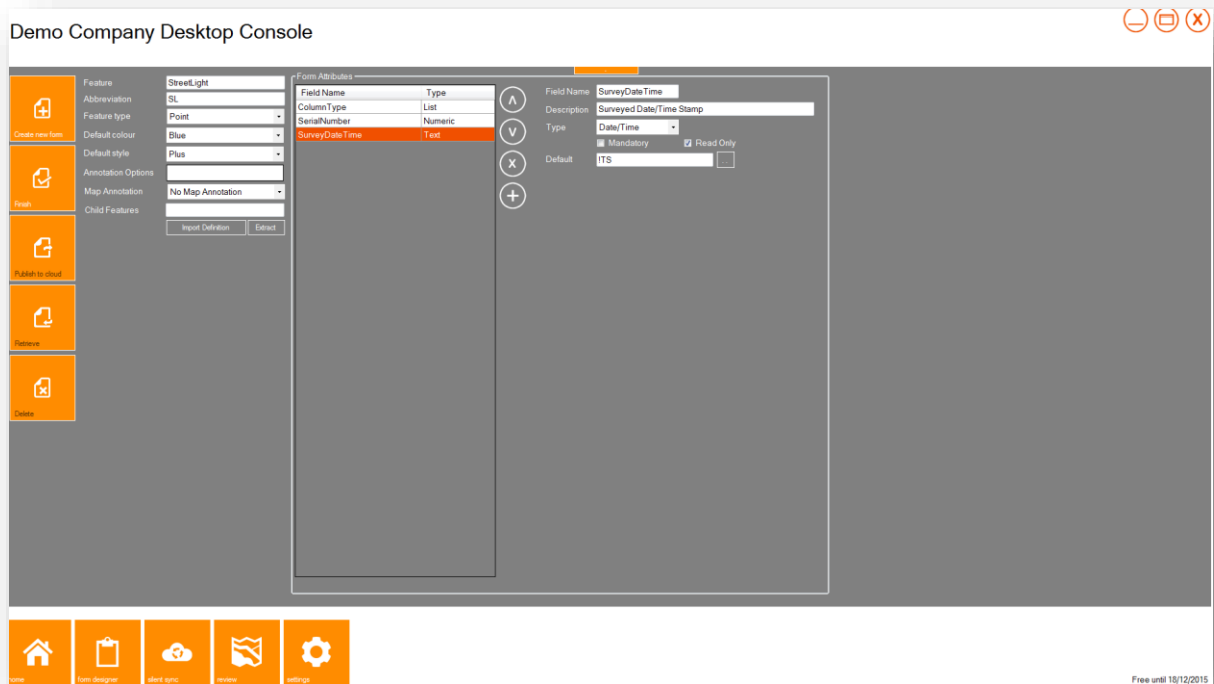 Demo Company Desktop Console
Create new form
Finish
Publish to cloud
Retrieve
Delete
Feature StreetLight
Abbreviation SL
Feature type Point
Default colour Blue
Default style Plus
Annotation Options
Map Annotation No Map Annotation
Child Features
Import Definition Extract
Form Attributes
Field Name Type
ColumnType List
SerialNumber Numeric
SurveyDateTime Text
Field Name SurveyDateTime
Description Surveyed Date/Time Stamp
Type Date/Time
Mandatory Read Only
Default !TS
home form designer silent sync review settings
Free until 18/12/2015